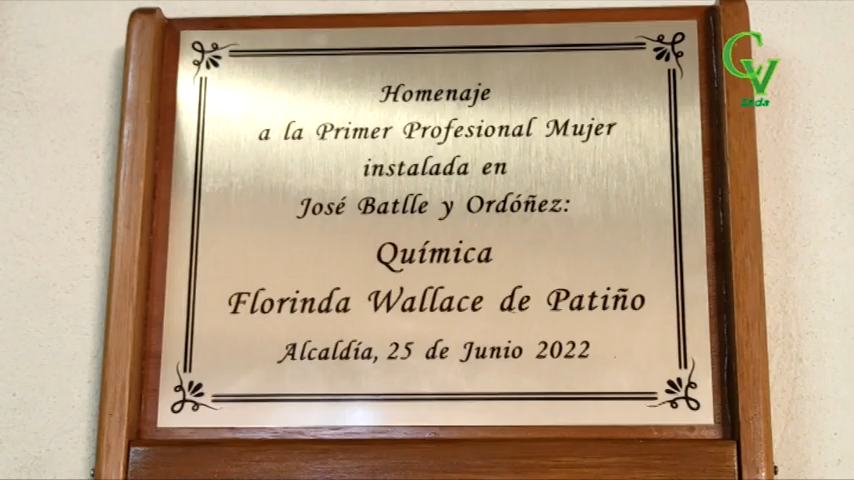 Homenaje
a la Primer Profesional Mujer
instalada en
José Batlle y Ordóñez:
Química
Florinda Wallace de Patiño
Alcaldía, 25 de Junio 2022
CV